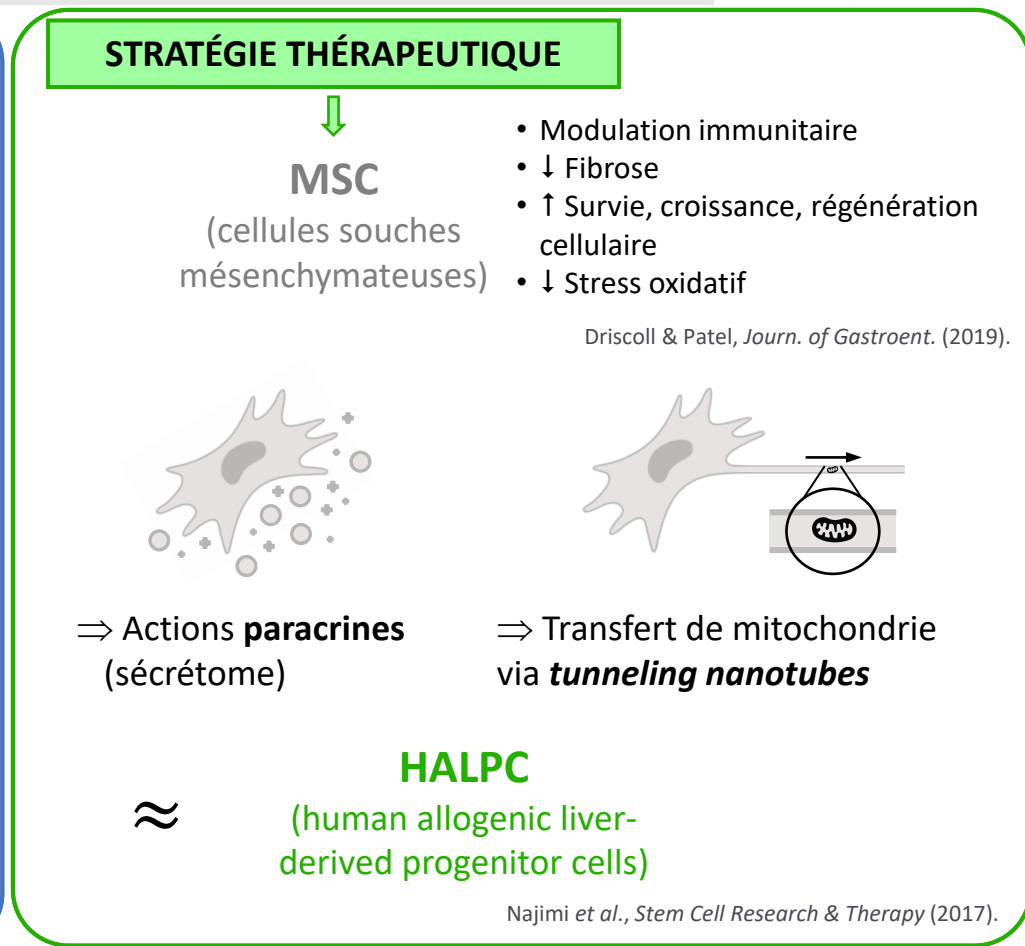 STRATÉGIE THÉRAPEUTIQUE
MSC
(cellules souches
mésenchymateuses)
• Modulation immunitaire
• ↓ Fibrose
• ↑ Survie, croissance, régénération
cellulaire
• ↓ Stress oxidatif
Driscoll & Patel, Journ. of Gastroent. (2019).
⇒ Actions paracrines
(sécrétome)
⇒ Transfert de mitochondrie
via tunneling nanotubes
≈
HALPC
(human allogenic liver-
derived progenitor cells)
Najimi et al., Stem Cell Research & Therapy (2017).